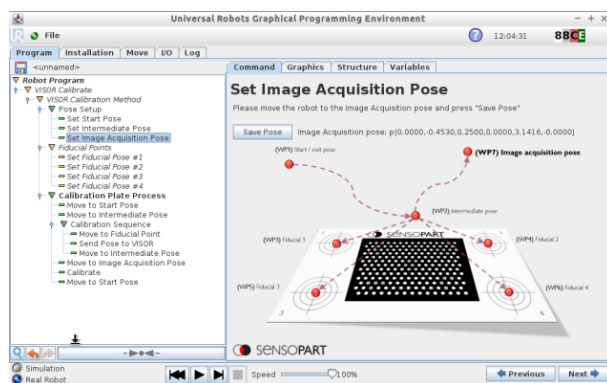 Universal Robots Graphical Programming Environment
File
12:04:31
88CE
Program Installation Move I/O Log
<unnamed>
Command Graphics Structure Variables
Robot Program
VISOR Calibrate
VISOR Calibration Method
Pose Setup
Set Start Pose
Set Intermediate Pose
Set Image Acquisition Pose
Fiducial Points
Set Fiducial Pose #1
Set Fiducial Pose #2
Set Fiducial Pose #3
Set Fiducial Pose #4
Calibration Plate Process
Move to Start Pose
Move to Intermediate Pose
Calibration Sequence
Move to Fiducial Point
Send Pose to VISOR
Move to Intermediate Pose
Move to Image Acquisition Pose
Calibrate
Move to Start Pose
Set Image Acquisition Pose
Please move the robot to the Image Acquisition pose and press "Save Pose"
Save Pose
Image Acquisition pose: p[0.0000,-0.4530,0.2500,0.0000,3.1416,-0.0000]
(WP1) Start / exit pose
(WP7) Image acquisition pose
(WP2) Intermediate pose
(WP3) Fiducial 1
SENSOPART
(WP4) Fiducial 2
(WP5) Fiducial 3
(WP6) Fiducial 4
SENSOPART
Simulation
Real Robot
Speed
100%
Previous
Next